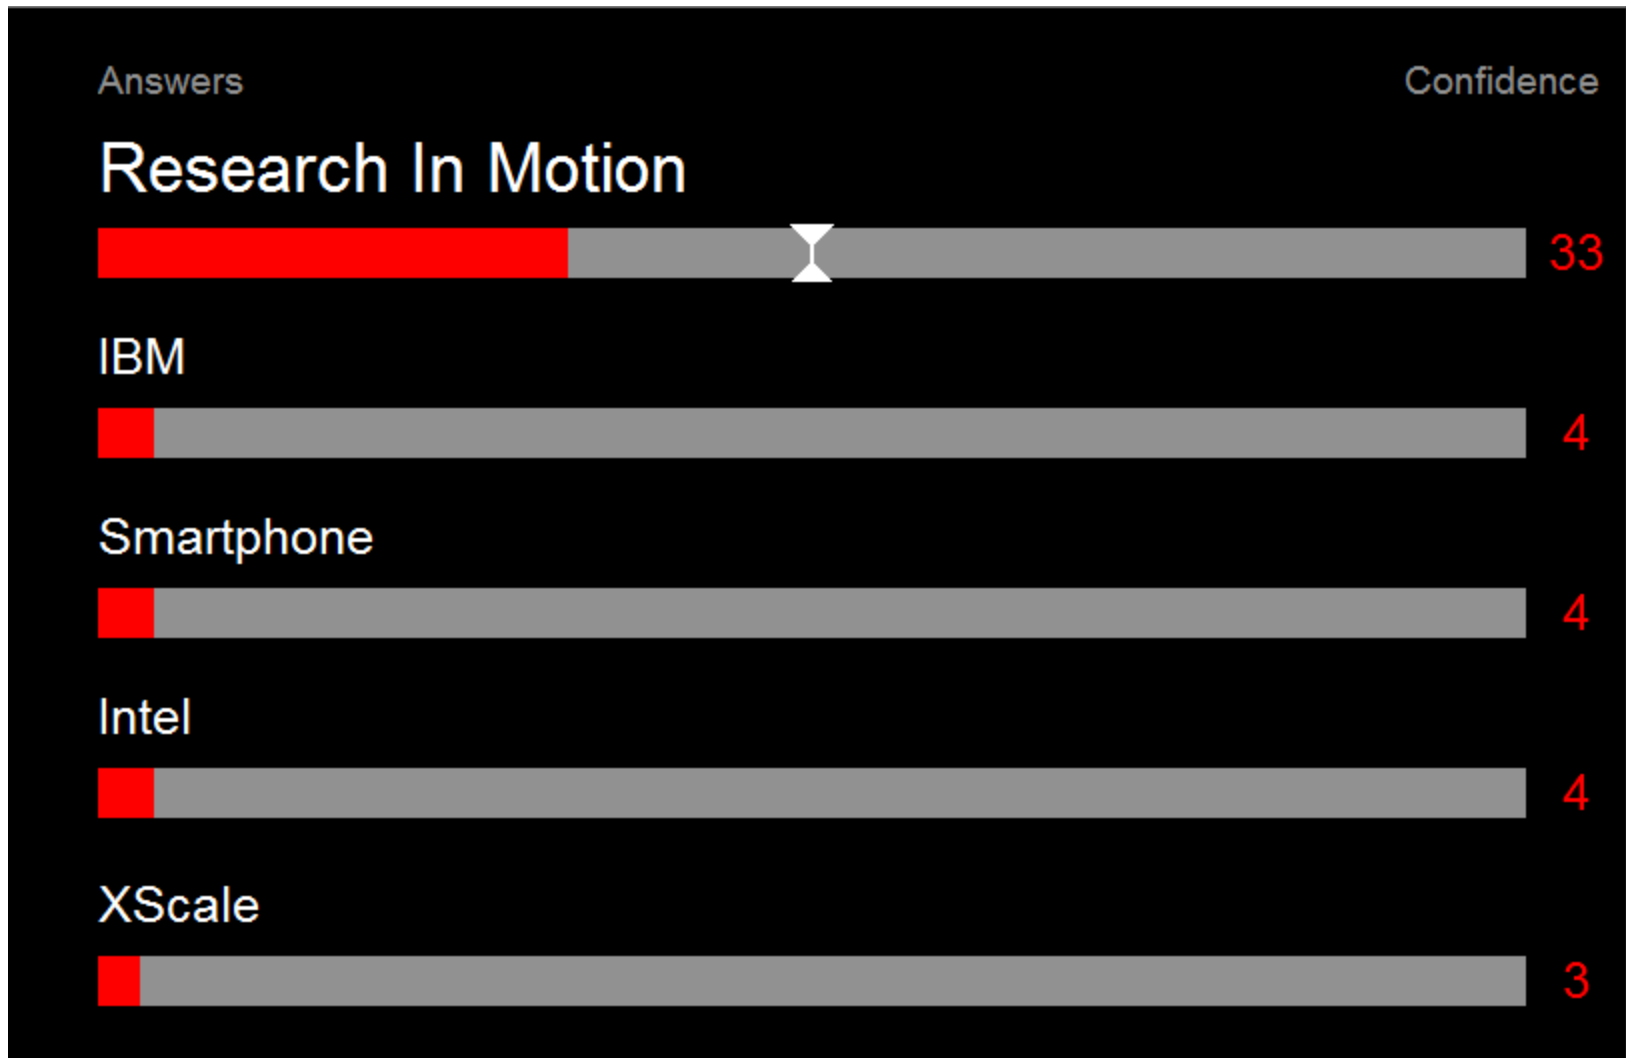 Answers Confidence
Research In Motion
33
IBM
4
Smartphone
4
Intel
4
XScale
3